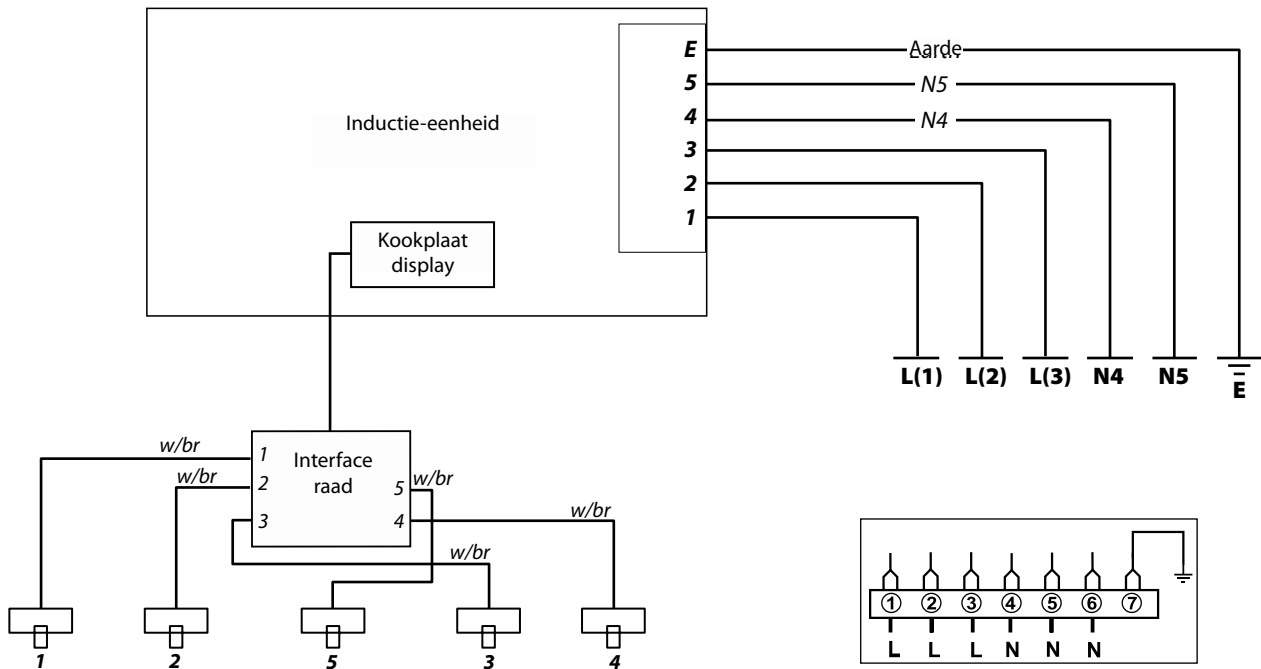 Inductie-eenheid
E
Aarde
5
N5
4
N4
3
2
1
Kookplaat
display
L(1)
L(2)
L(3)
N4
N5
E
w/br
1
Interface
raad
w/br
2
5
w/br
3
4
w/br
w/br
1
2
5
3
4
1 2 3 4 5 6 7
L L L N N N